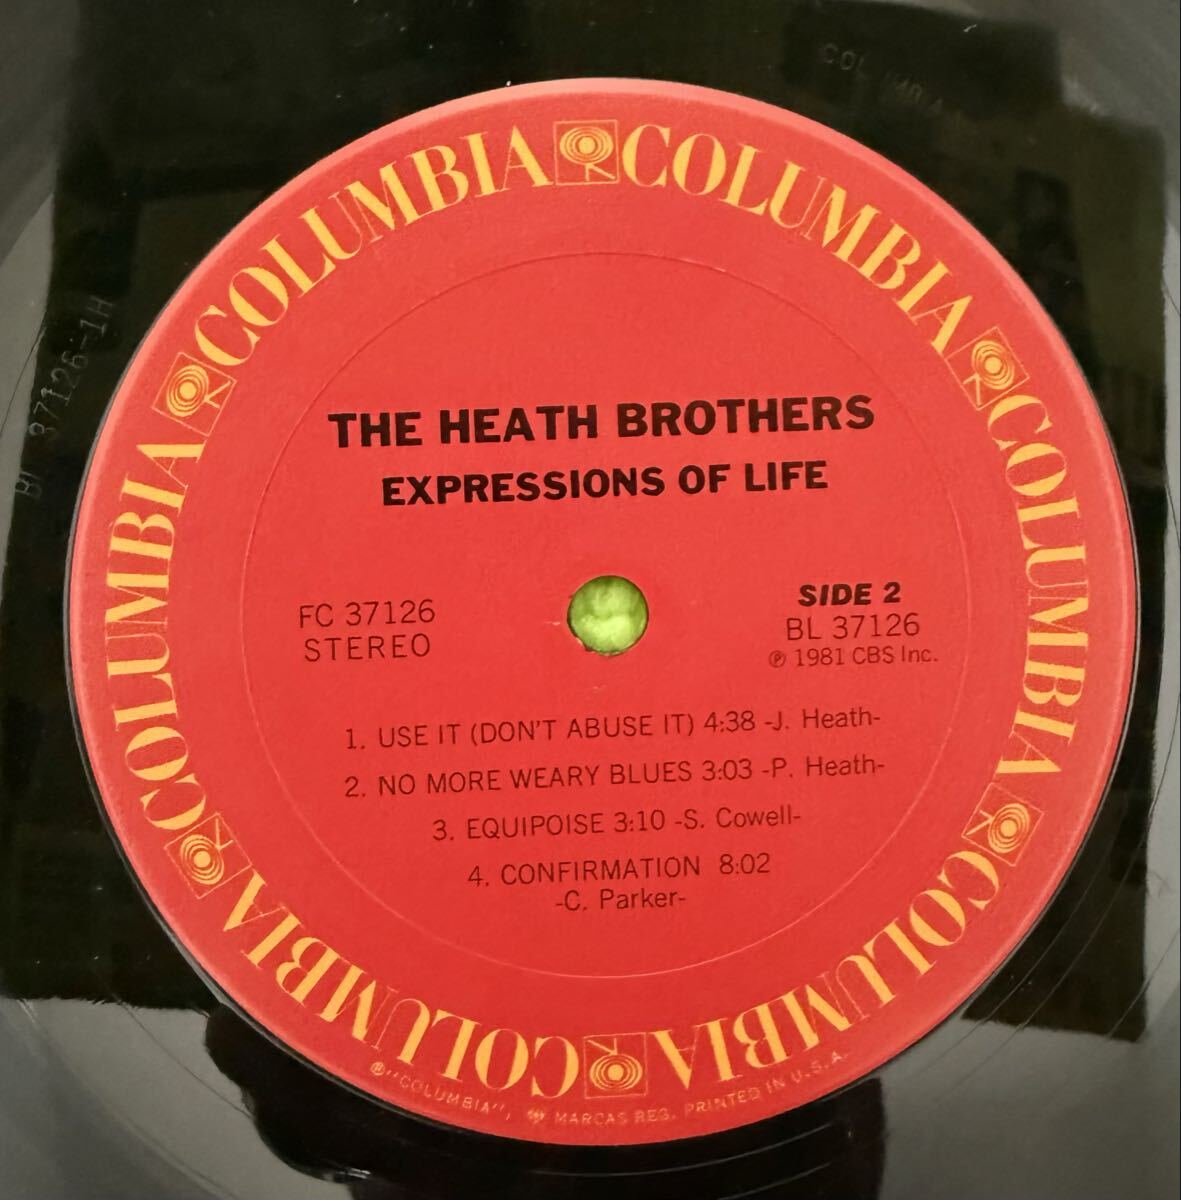 COLUMBIA COLUMBIA COLUMBIA COLUMBIA COLUMBIA COLUMBIA
THE HEATH BROTHERS
EXPRESSIONS OF LIFE
FC 37126
STEREO
SIDE 2
BL 37126
℗ 1981 CBS Inc.
1. USE IT (DON'T ABUSE IT) 4:38 -J. Heath-
2. NO MORE WEARY BLUES 3:03 -P. Heath-
3. EQUIPOISE 3:10 -S. Cowell-
4. CONFIRMATION 8:02
-C. Parker-
®"COLUMBIA", MARCAS REG. PRINTED IN U.S.A.
BL 37126-1H